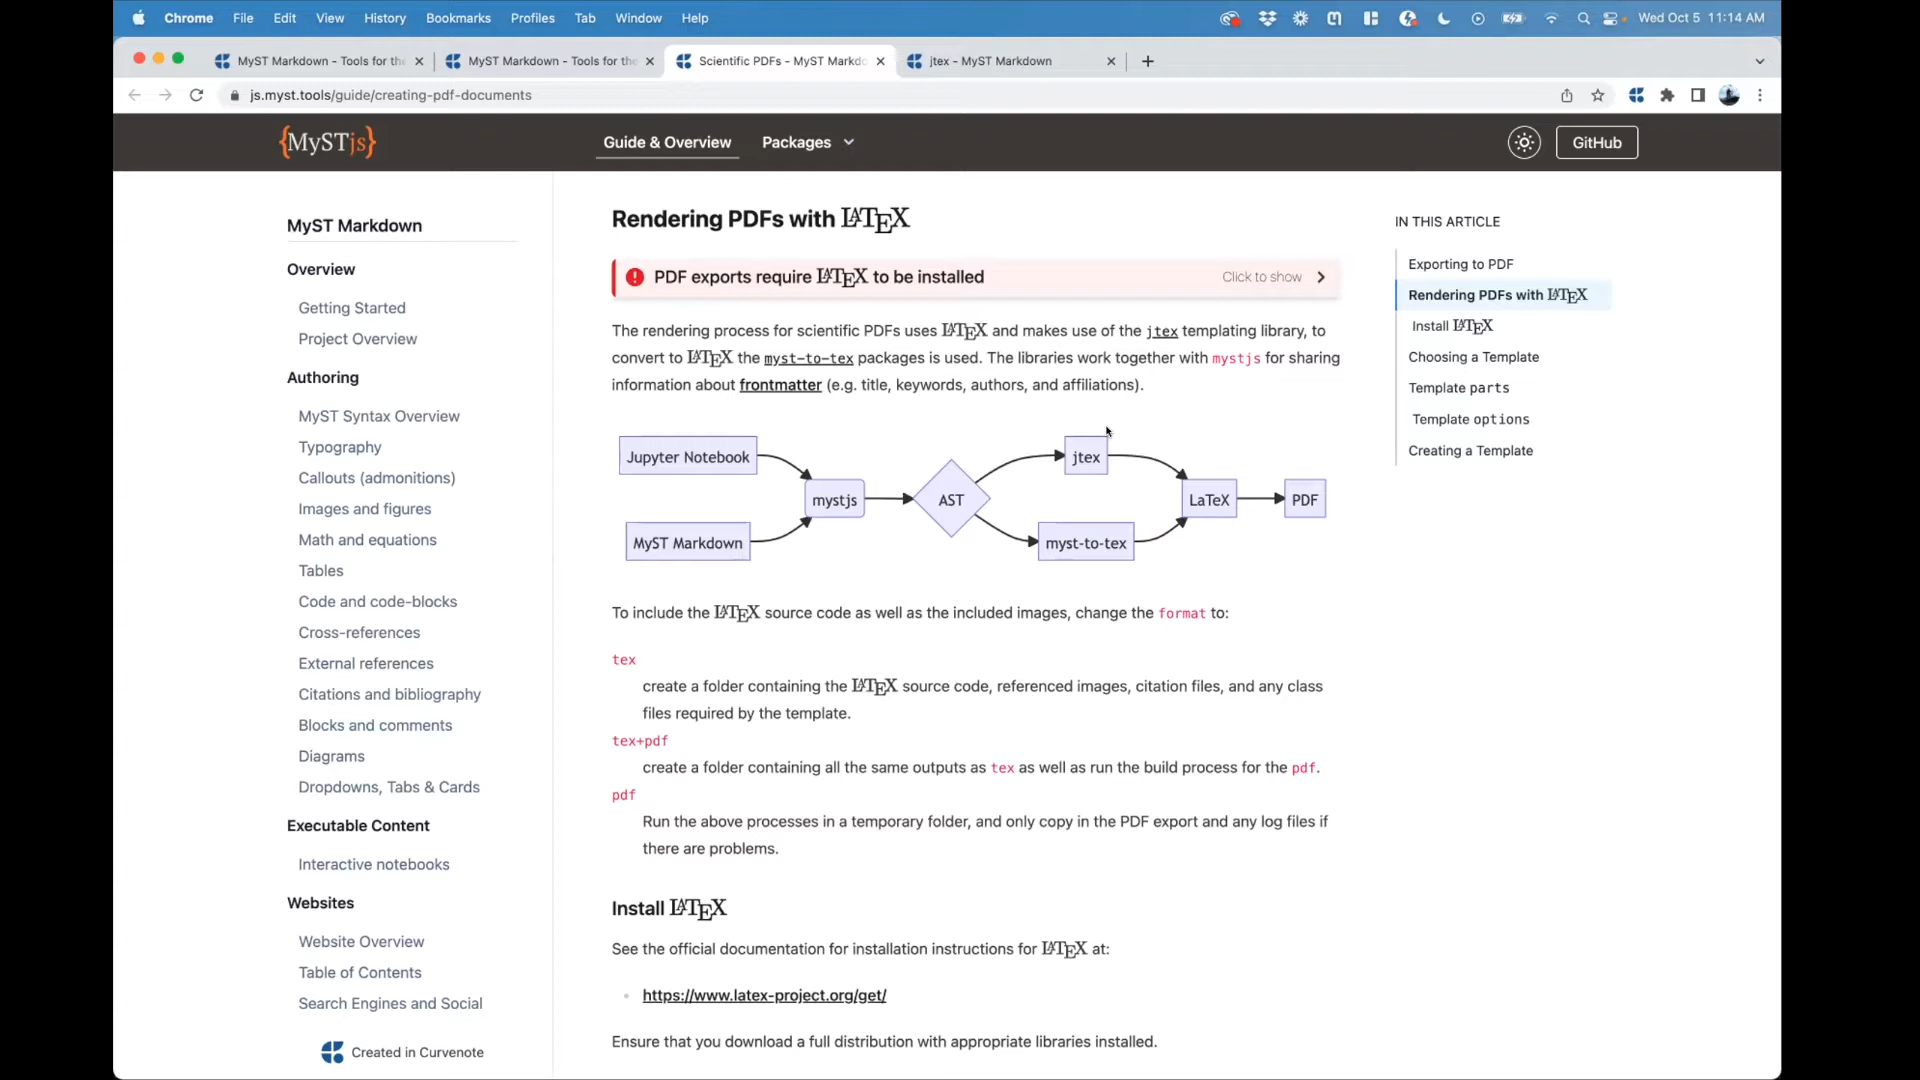 Chrome File Edit View History Bookmarks Profiles Tab Window Help
Wed Oct 5 11:14 AM
MyST Markdown - Tools for the
MyST Markdown - Tools for the
Scientific PDFs - MyST Markdo
jtex - MyST Markdown
js.myst.tools/guide/creating-pdf-documents
{MySTjs}
Guide & Overview
Packages
GitHub
MyST Markdown
Overview
Getting Started
Project Overview
Authoring
MyST Syntax Overview
Typography
Callouts (admonitions)
Images and figures
Math and equations
Tables
Code and code-blocks
Cross-references
External references
Citations and bibliography
Blocks and comments
Diagrams
Dropdowns, Tabs & Cards
Executable Content
Interactive notebooks
Websites
Website Overview
Table of Contents
Search Engines and Social
Created in Curvenote
Rendering PDFs with LATEX
PDF exports require LATEX to be installed
Click to show
The rendering process for scientific PDFs uses LATEX and makes use of the jtex templating library, to
convert to LATEX the myst-to-tex packages is used. The libraries work together with mystjs for sharing
information about frontmatter (e.g. title, keywords, authors, and affiliations).
Jupyter Notebook
MyST Markdown
mystjs
AST
jtex
myst-to-tex
LaTeX
PDF
To include the LATEX source code as well as the included images, change the format to:
tex
create a folder containing the LATEX source code, referenced images, citation files, and any class
files required by the template.
tex+pdf
create a folder containing all the same outputs as tex as well as run the build process for the pdf.
pdf
Run the above processes in a temporary folder, and only copy in the PDF export and any log files if
there are problems.
Install LATEX
See the official documentation for installation instructions for LATEX at:
https://www.latex-project.org/get/
Ensure that you download a full distribution with appropriate libraries installed.
IN THIS ARTICLE
Exporting to PDF
Rendering PDFs with LATEX
Install LATEX
Choosing a Template
Template parts
Template options
Creating a Template